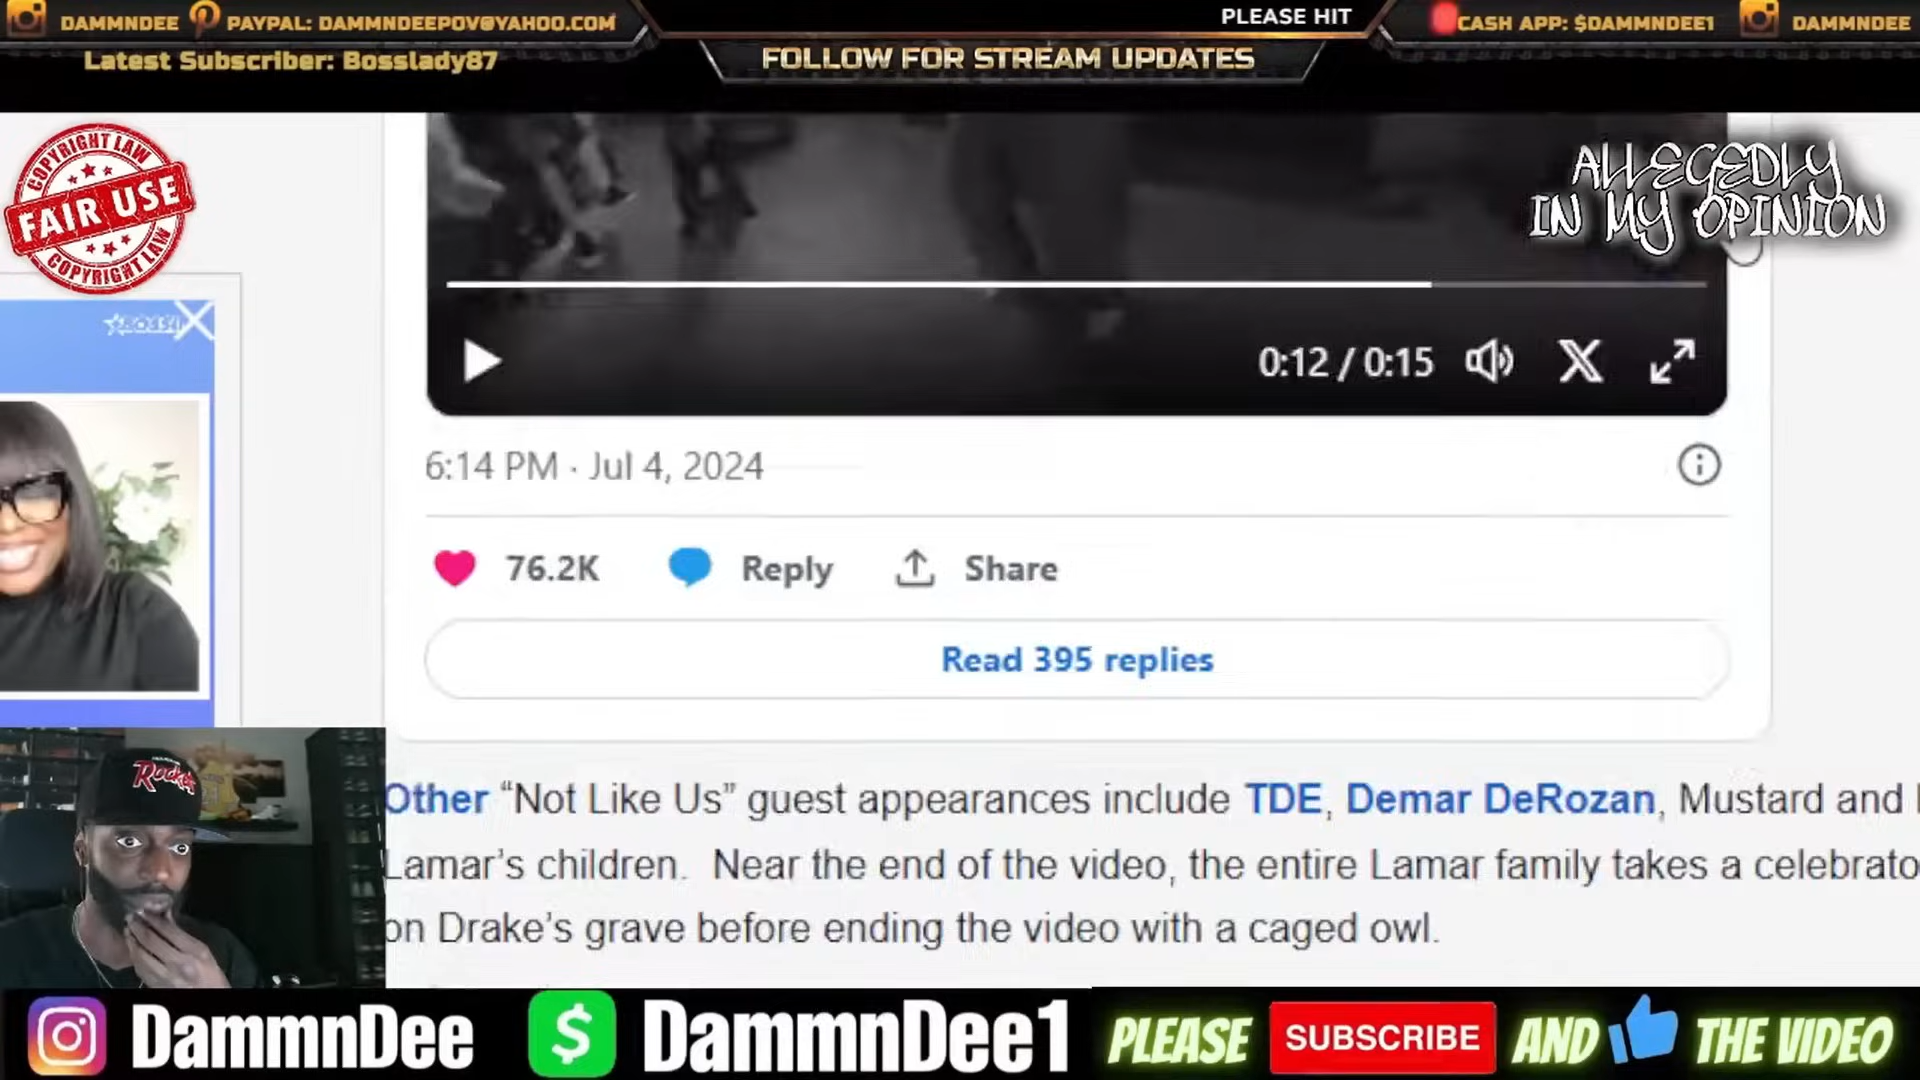 DAMMNDEE
PAYPAL: DAMMNDEEPOV@YAHOO.COM
PLEASE HIT
CASH APP: $DAMMNDEE1
DAMMNDEE
Latest Subscriber: Bosslady87
FOLLOW FOR STREAM UPDATES
COPYRIGHT LAW
FAIR USE
COPYRIGHT LAW
ALLEGEDLY
IN MY OPINION
0:12 / 0:15
6:14 PM · Jul 4, 2024
76.2K
Reply
Share
Read 395 replies
Rockets
Other “Not Like Us” guest appearances include TDE, Demar DeRozan, Mustard and
Lamar’s children. Near the end of the video, the entire Lamar family takes a
on Drake’s grave before ending the video with a caged owl.
DammnDee
$
DammnDee1
PLEASE
SUBSCRIBE
AND
THE VIDEO